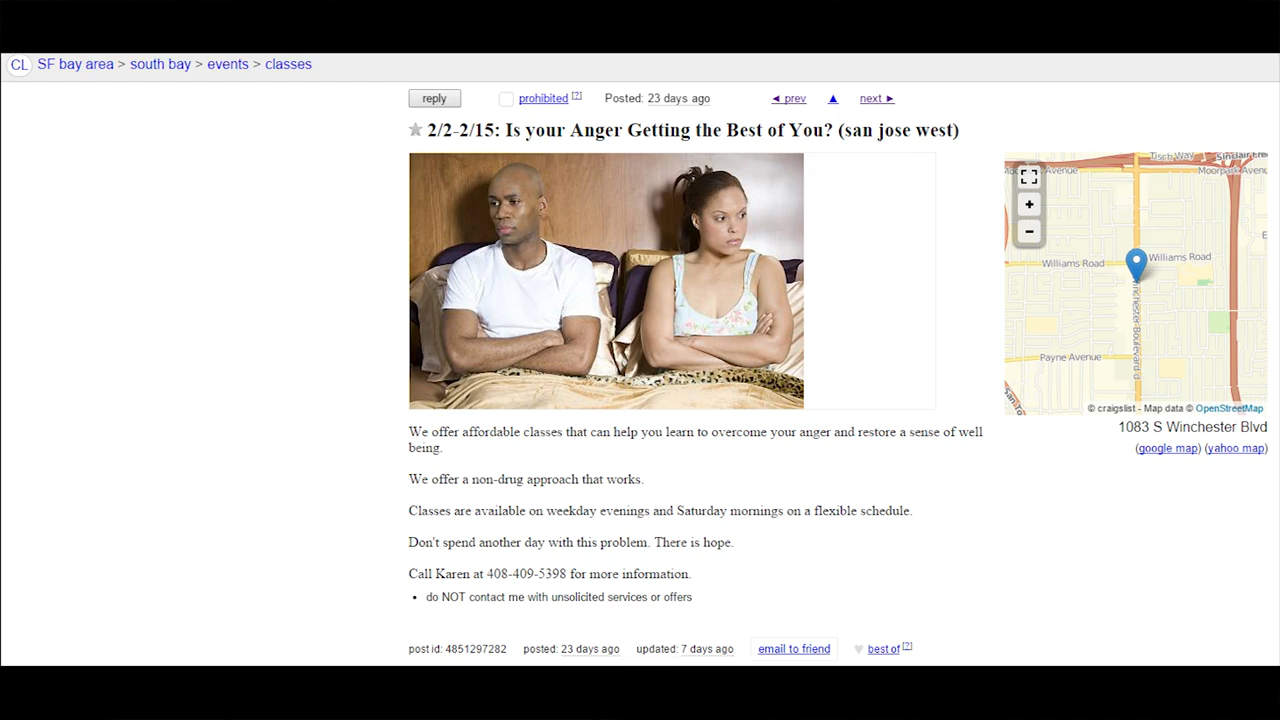 CL SF bay area > south bay > events > classes
reply prohibited [?] Posted: 23 days ago ◄ prev ▲ next ►
2/2-2/15: Is your Anger Getting the Best of You? (san jose west)
Tisch Way
Moorpark Avenu
Avenue
+
-
Williams Road
Williams Road
Payne Avenue
© craigslist - Map data © OpenStreetMap
1083 S Winchester Blvd
(google map) (yahoo map)
We offer affordable classes that can help you learn to overcome your anger and restore a sense of well
being.
We offer a non-drug approach that works.
Classes are available on weekday evenings and Saturday mornings on a flexible schedule.
Don't spend another day with this problem. There is hope.
Call Karen at 408-409-5398 for more information.
• do NOT contact me with unsolicited services or offers
post id: 4851297282 posted: 23 days ago updated: 7 days ago email to friend best of [?]